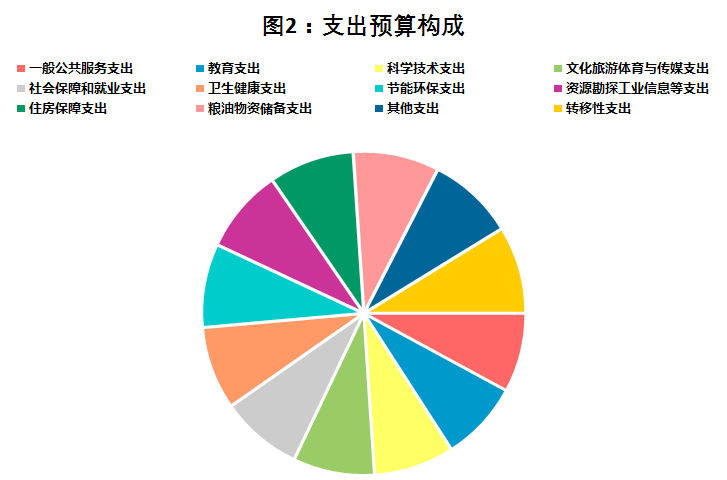 图2：支出预算构成
一般公共服务支出 教育支出 科学技术支出 文化旅游体育与传媒支出
社会保障和就业支出 卫生健康支出 节能环保支出 资源勘探工业信息等支出
住房保障支出 粮油物资储备支出 其他支出 转移性支出